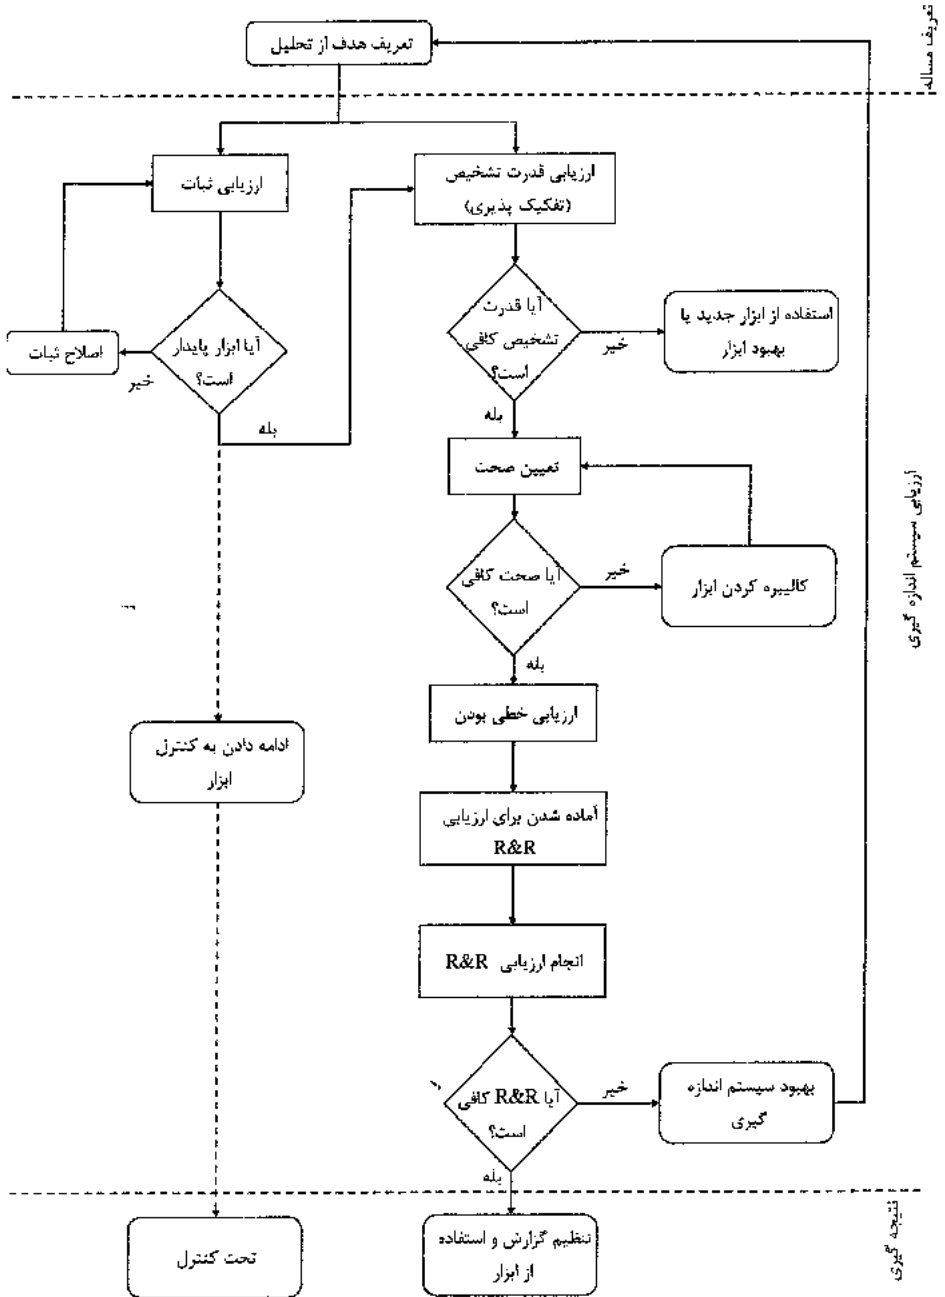 تعریف مساله
تعریف هدف از تحلیل
ارزیابی ثبات
ارزیابی قدرت تشخیص
(تفکیک پذیری)
آیا ابزار پایدار
است؟
خیر
اصلاح ثبات
بله
آیا قدرت
تشخیص کافی
است؟
خیر
استفاده از ابزار جدید یا
بهبود ابزار
بله
تعیین صحت
آیا صحت کافی
است؟
خیر
کالیبره کردن ابزار
بله
ارزیابی سیستم اندازه گیری
ارزیابی خطی بودن
ادامه دادن به کنترل
ابزار
آماده شدن برای ارزیابی
R&R
انجام ارزیابی R&R
آیا R&R کافی
است؟
خیر
بهبود سیستم اندازه
گیری
بله
نتیجه گیری
تنظیم گزارش و استفاده
از ابزار
تحت کنترل